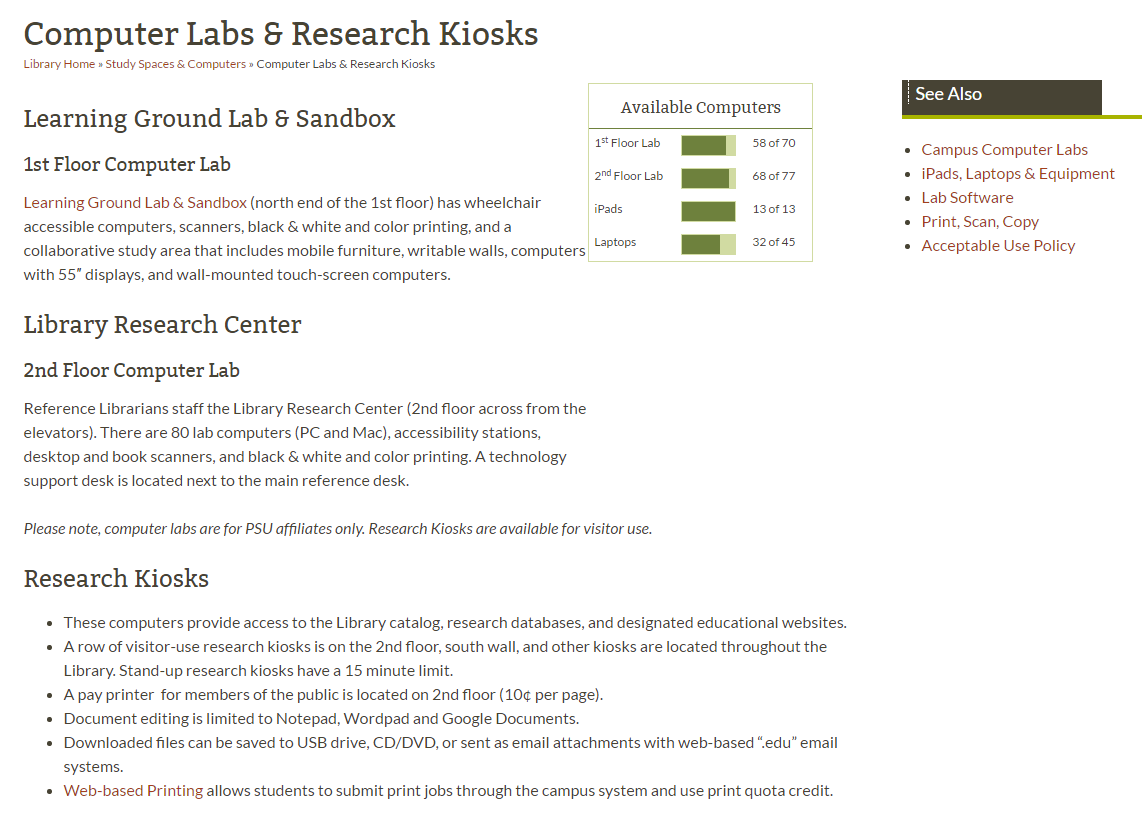 Computer Labs & Research Kiosks
Library Home » Study Spaces & Computers » Computer Labs & Research Kiosks
Learning Ground Lab & Sandbox
1st Floor Computer Lab
Learning Ground Lab & Sandbox (north end of the 1st floor) has wheelchair
accessible computers, scanners, black & white and color printing, and a
collaborative study area that includes mobile furniture, writable walls, computers
with 55″ displays, and wall-mounted touch-screen computers.
Available Computers
1st Floor Lab 58 of 70
2nd Floor Lab 68 of 77
iPads 13 of 13
Laptops 32 of 45
See Also
• Campus Computer Labs
• iPads, Laptops & Equipment
• Lab Software
• Print, Scan, Copy
• Acceptable Use Policy
Library Research Center
2nd Floor Computer Lab
Reference Librarians staff the Library Research Center (2nd floor across from the
elevators). There are 80 lab computers (PC and Mac), accessibility stations,
desktop and book scanners, and black & white and color printing. A technology
support desk is located next to the main reference desk.
Please note, computer labs are for PSU affiliates only. Research Kiosks are available for visitor use.
Research Kiosks
• These computers provide access to the Library catalog, research databases, and designated educational websites.
• A row of visitor-use research kiosks is on the 2nd floor, south wall, and other kiosks are located throughout the
Library. Stand-up research kiosks have a 15 minute limit.
• A pay printer for members of the public is located on 2nd floor (10¢ per page).
• Document editing is limited to Notepad, Wordpad and Google Documents.
• Downloaded files can be saved to USB drive, CD/DVD, or sent as email attachments with web-based “.edu” email
systems.
• Web-based Printing allows students to submit print jobs through the campus system and use print quota credit.